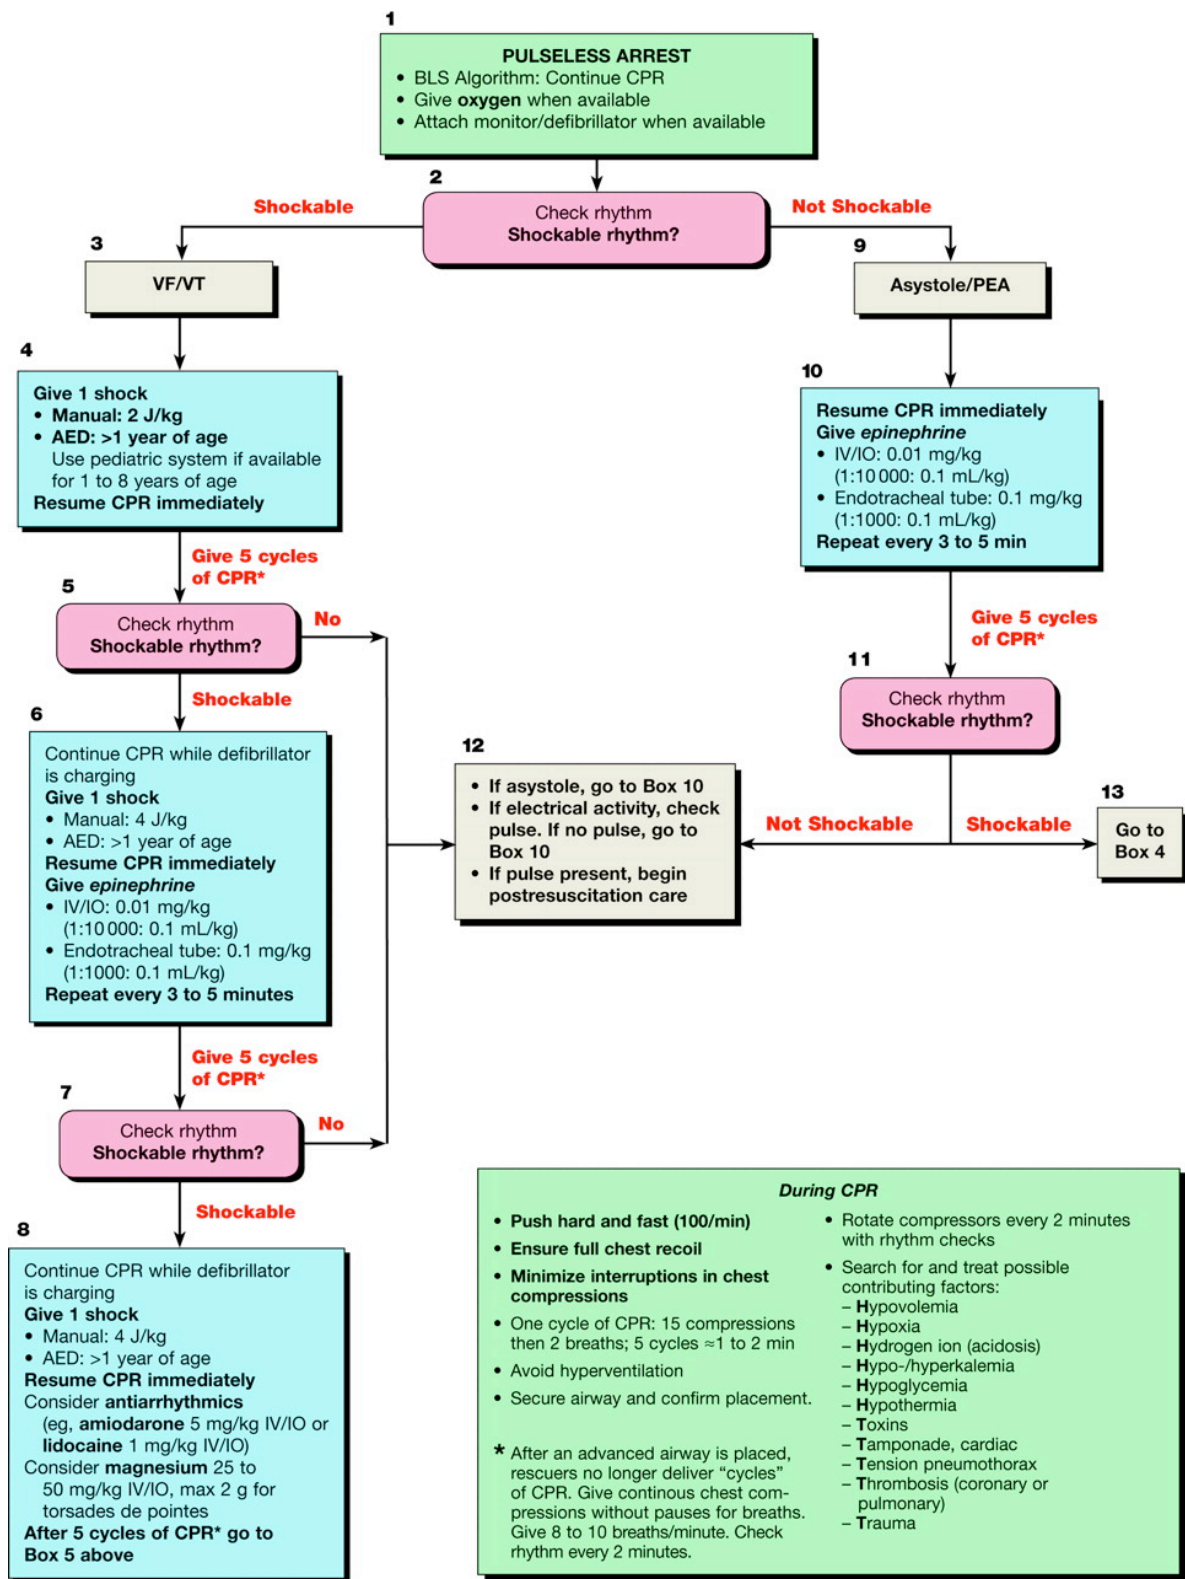 1
PULSELESS ARREST
• BLS Algorithm: Continue CPR
• Give oxygen when available
• Attach monitor/defibrillator when available
2
Shockable
Check rhythm
Shockable rhythm?
Not Shockable
3
VF/VT
9
Asystole/PEA
4
Give 1 shock
• Manual: 2 J/kg
• AED: >1 year of age
Use pediatric system if available
for 1 to 8 years of age
Resume CPR immediately
10
Resume CPR immediately
Give epinephrine
• IV/IO: 0.01 mg/kg
(1:10 000: 0.1 mL/kg)
• Endotracheal tube: 0.1 mg/kg
(1:1000: 0.1 mL/kg)
Repeat every 3 to 5 min
Give 5 cycles
of CPR*
5
Check rhythm
Shockable rhythm?
No
Shockable
Give 5 cycles
of CPR*
11
Check rhythm
Shockable rhythm?
6
Continue CPR while defibrillator
is charging
Give 1 shock
• Manual: 4 J/kg
• AED: >1 year of age
Resume CPR immediately
Give epinephrine
• IV/IO: 0.01 mg/kg
(1:10 000: 0.1 mL/kg)
• Endotracheal tube: 0.1 mg/kg
(1:1000: 0.1 mL/kg)
Repeat every 3 to 5 minutes
12
• If asystole, go to Box 10
• If electrical activity, check
pulse. If no pulse, go to
Box 10
• If pulse present, begin
postresuscitation care
Not Shockable
Shockable
13
Go to
Box 4
Give 5 cycles
of CPR*
7
Check rhythm
Shockable rhythm?
No
Shockable
8
Continue CPR while defibrillator
is charging
Give 1 shock
• Manual: 4 J/kg
• AED: >1 year of age
Resume CPR immediately
Consider antiarrhythmics
(eg, amiodarone 5 mg/kg IV/IO or
lidocaine 1 mg/kg IV/IO)
Consider magnesium 25 to
50 mg/kg IV/IO, max 2 g for
torsades de pointes
After 5 cycles of CPR* go to
Box 5 above
During CPR
• Push hard and fast (100/min)
• Ensure full chest recoil
• Minimize interruptions in chest
compressions
• One cycle of CPR: 15 compressions
then 2 breaths; 5 cycles ≈1 to 2 min
• Avoid hyperventilation
• Secure airway and confirm placement.
* After an advanced airway is placed,
rescuers no longer deliver “cycles”
of CPR. Give continous chest com-
pressions without pauses for breaths.
Give 8 to 10 breaths/minute. Check
rhythm every 2 minutes.
• Rotate compressors every 2 minutes
with rhythm checks
• Search for and treat possible
contributing factors:
– Hypovolemia
– Hypoxia
– Hydrogen ion (acidosis)
– Hypo-/hyperkalemia
– Hypoglycemia
– Hypothermia
– Toxins
– Tamponade, cardiac
– Tension pneumothorax
– Thrombosis (coronary or
pulmonary)
– Trauma